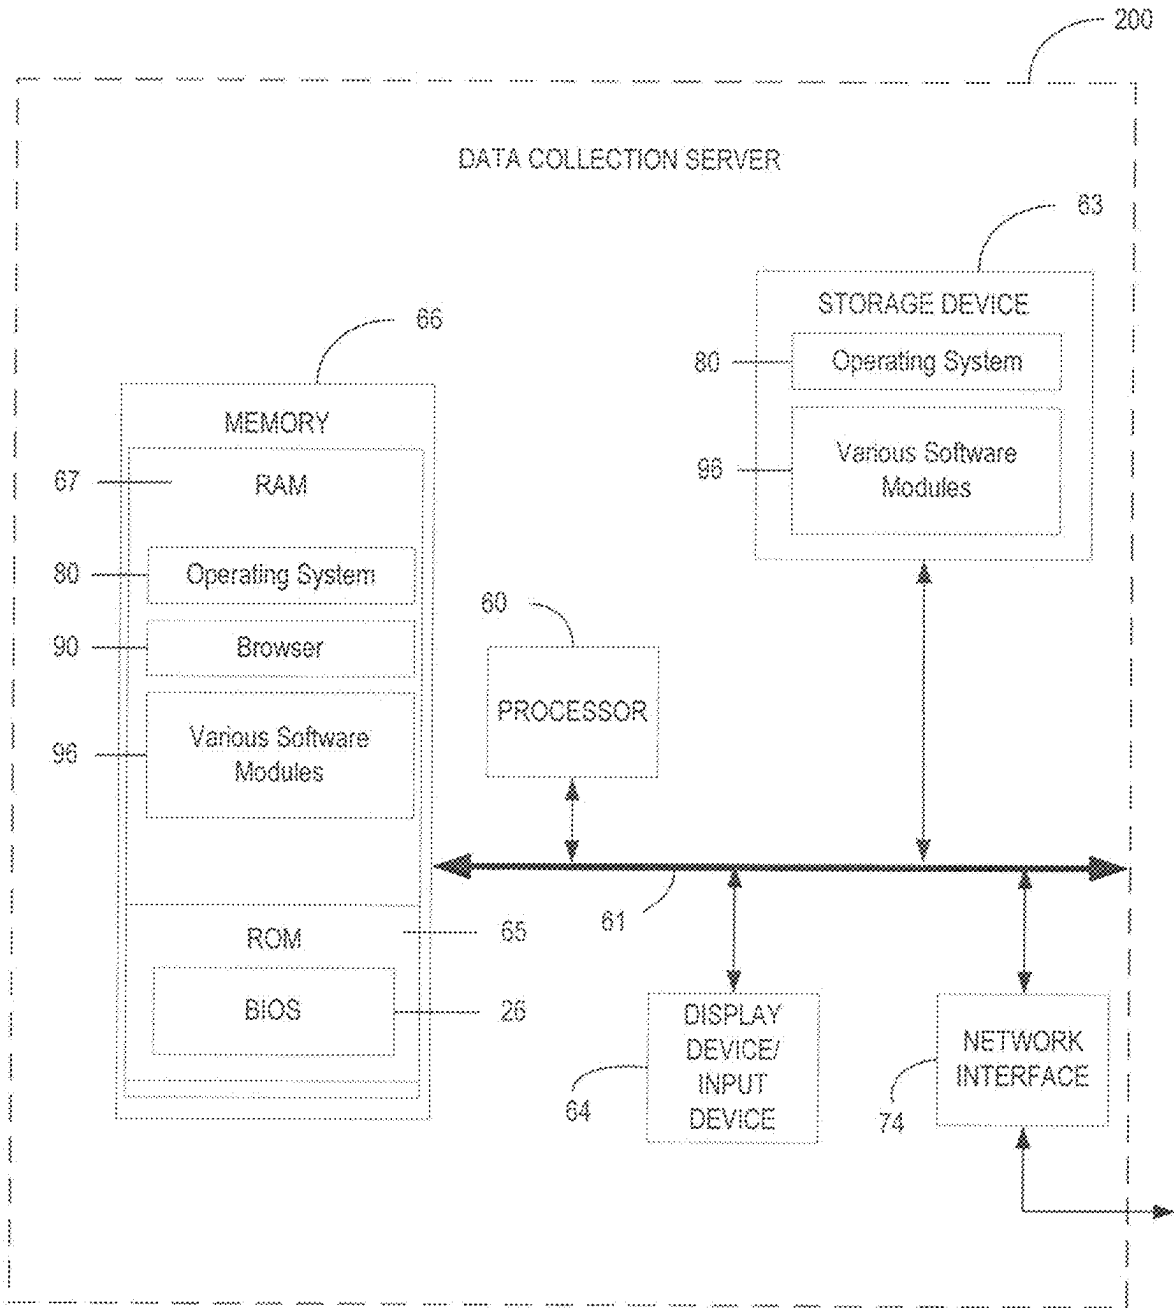 200
DATA COLLECTION SERVER
63
STORAGE DEVICE
80
Operating System
96
Various Software
Modules
66
MEMORY
67
RAM
80
Operating System
90
Browser
96
Various Software
Modules
60
PROCESSOR
61
65
ROM
BIOS
26
DISPLAY
DEVICE/
INPUT
DEVICE
64
NETWORK
INTERFACE
74